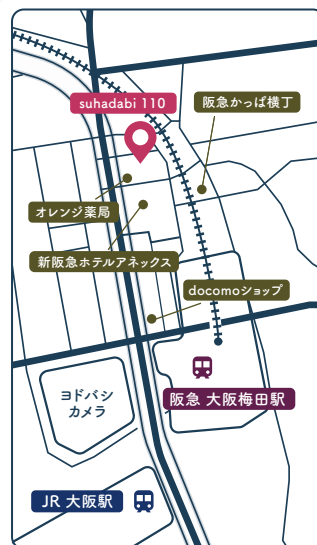 suhadabi 110
阪急かっぱ横丁
オレンジ薬局
新阪急ホテルアネックス
docomoショップ
阪急 大阪梅田駅
ヨドバシ
カメラ
JR 大阪駅